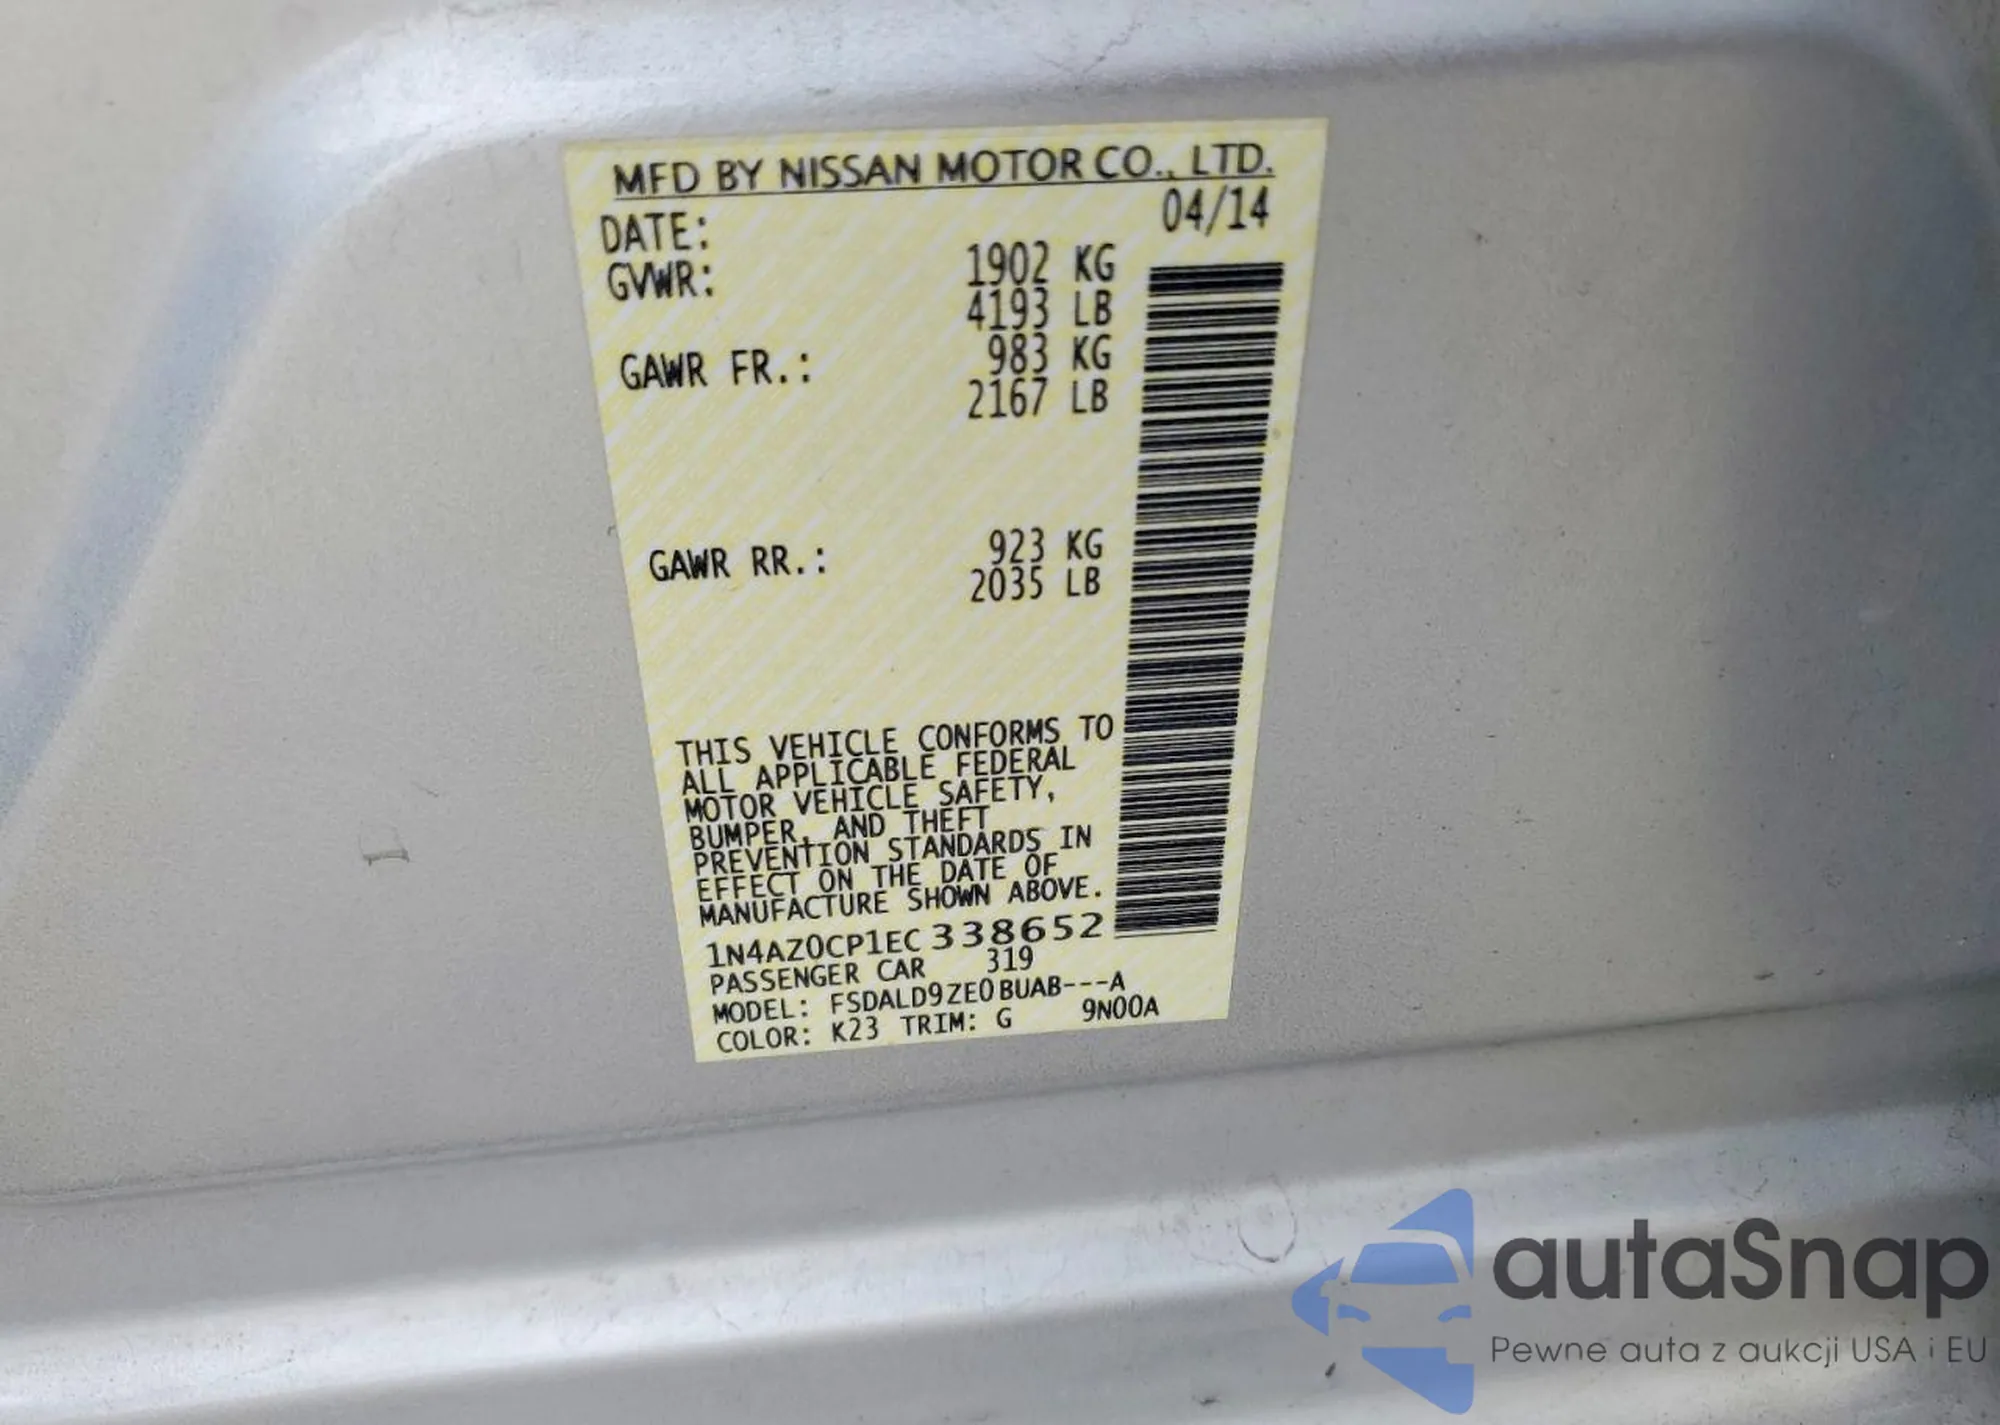 MFD BY NISSAN MOTOR CO., LTD.
DATE: 04/14
GVWR: 1902 KG
4193 LB
GAWR FR.: 983 KG
2167 LB
GAWR RR.: 923 KG
2035 LB
THIS VEHICLE CONFORMS TO
ALL APPLICABLE FEDERAL
MOTOR VEHICLE SAFETY,
BUMPER, AND THEFT
PREVENTION STANDARDS IN
EFFECT ON THE DATE OF
MANUFACTURE SHOWN ABOVE.
1N4AZ0CP1EC338652
PASSENGER CAR 319
MODEL: FSDALD9ZE0BUAB---A
COLOR: K23 TRIM: G 9N00A
autaSnap
Pewne auta z aukcji USA i EU